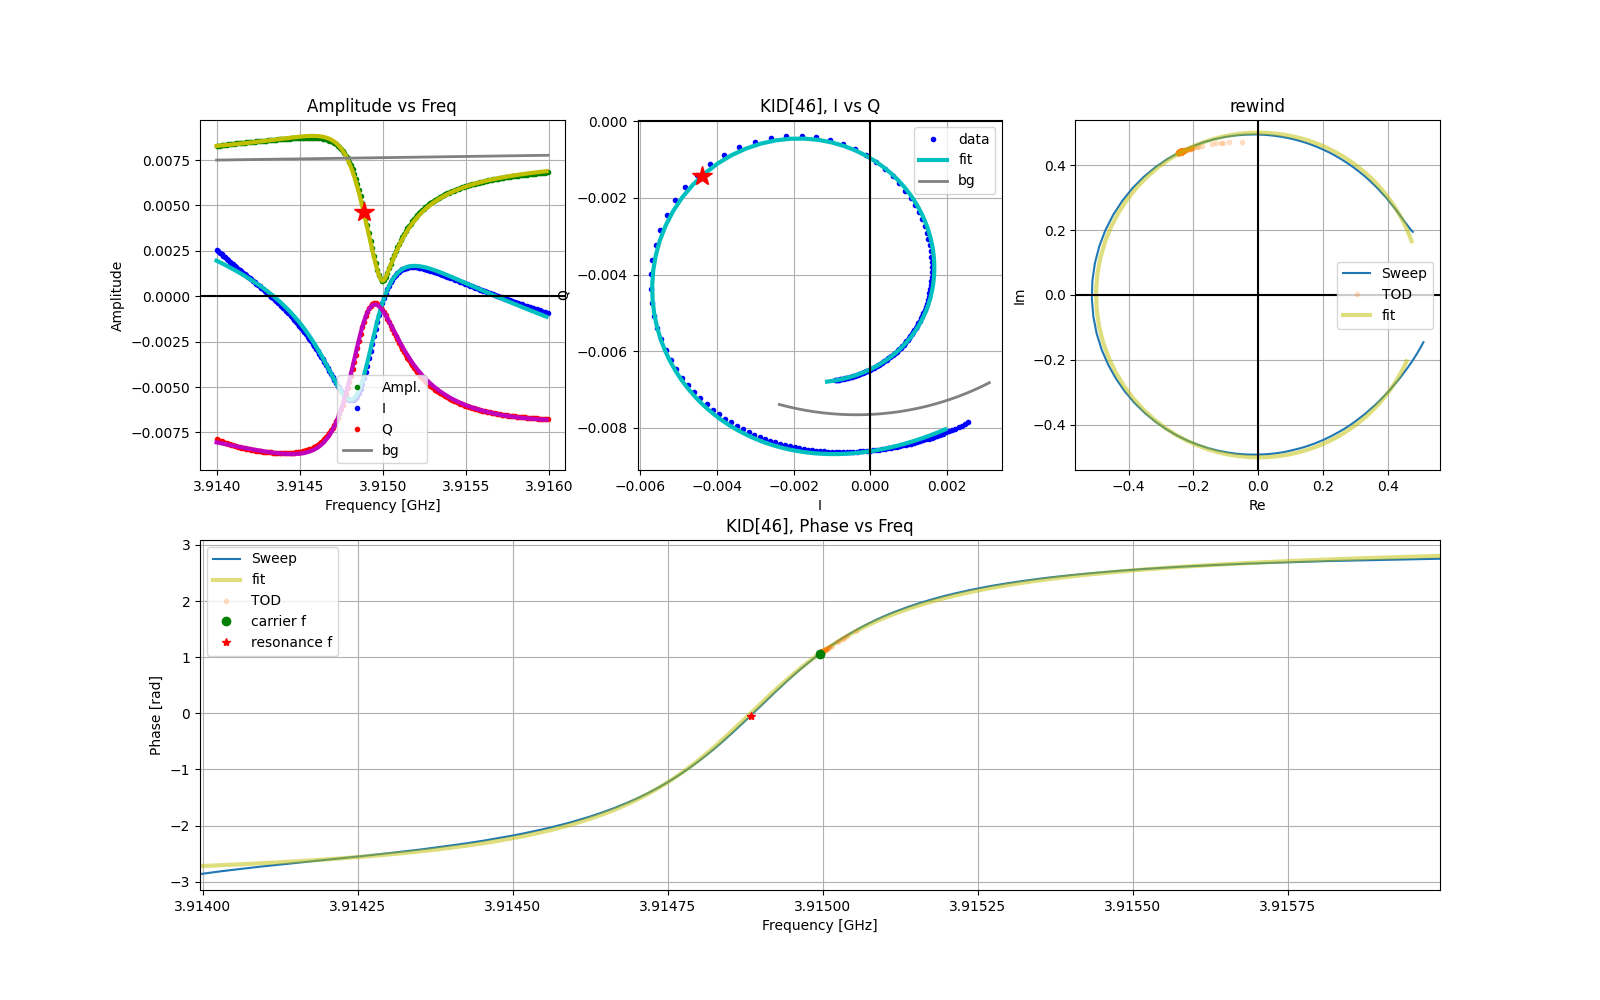 Amplitude vs Freq
Amplitude
0.0075
0.0050
0.0025
0.0000
−0.0025
−0.0050
−0.0075
3.9140
3.9145
3.9150
3.9155
3.9160
Frequency [GHz]
Ampl.
I
Q
bg
KID[46], I vs Q
Q
0.000
−0.002
−0.004
−0.006
−0.008
−0.006
−0.004
−0.002
0.000
0.002
I
data
fit
bg
rewind
Im
0.4
0.2
0.0
−0.2
−0.4
−0.4
−0.2
0.0
0.2
0.4
Re
Sweep
TOD
fit
KID[46], Phase vs Freq
Phase [rad]
3
2
1
0
−1
−2
−3
3.91400
3.91425
3.91450
3.91475
3.91500
3.91525
3.91550
3.91575
Frequency [GHz]
Sweep
fit
TOD
carrier f
resonance f